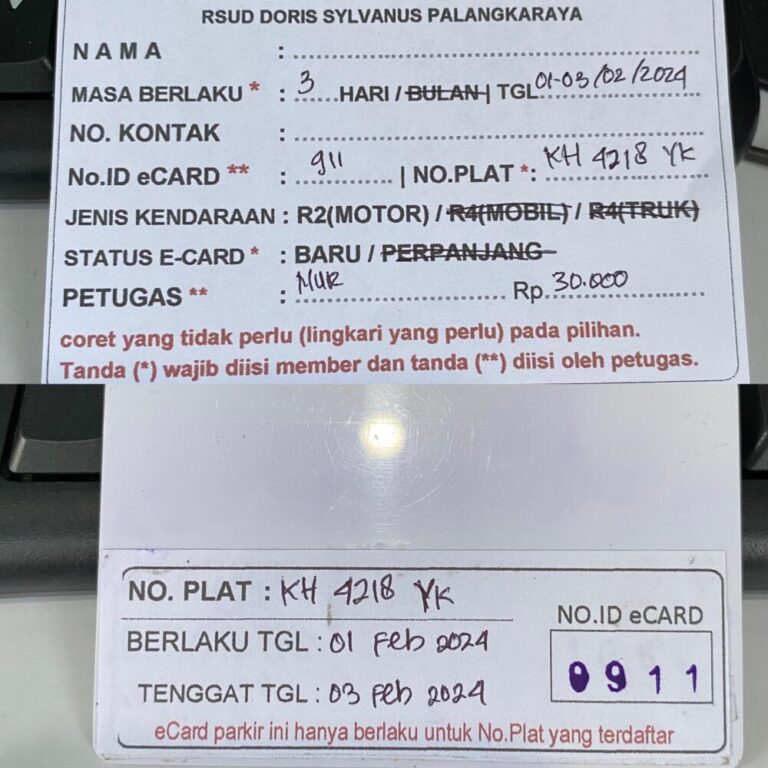 RSUD DORIS SYLVANUS PALANGKARAYA
NAMA : 
MASA BERLAKU * : 3 HARI / BULAN | TGL 01-03/02/2024
NO. KONTAK :
No.ID eCARD ** : 911 | NO.PLAT *: KH 4218 YK
JENIS KENDARAAN : R2(MOTOR) / R4(MOBIL) / R4(TRUK)
STATUS E-CARD * : BARU / PERPANJANG
PETUGAS ** : MUR Rp. 30.000
coret yang tidak perlu (lingkari yang perlu) pada pilihan.
Tanda (*) wajib diisi member dan tanda (**) diisi oleh petugas.
NO. PLAT : KH 4218 YK
BERLAKU TGL : 01 Feb 2024
TENGGAT TGL : 03 Feb 2024
NO.ID eCARD
0911
eCard parkir ini hanya berlaku untuk No.Plat yang terdaftar